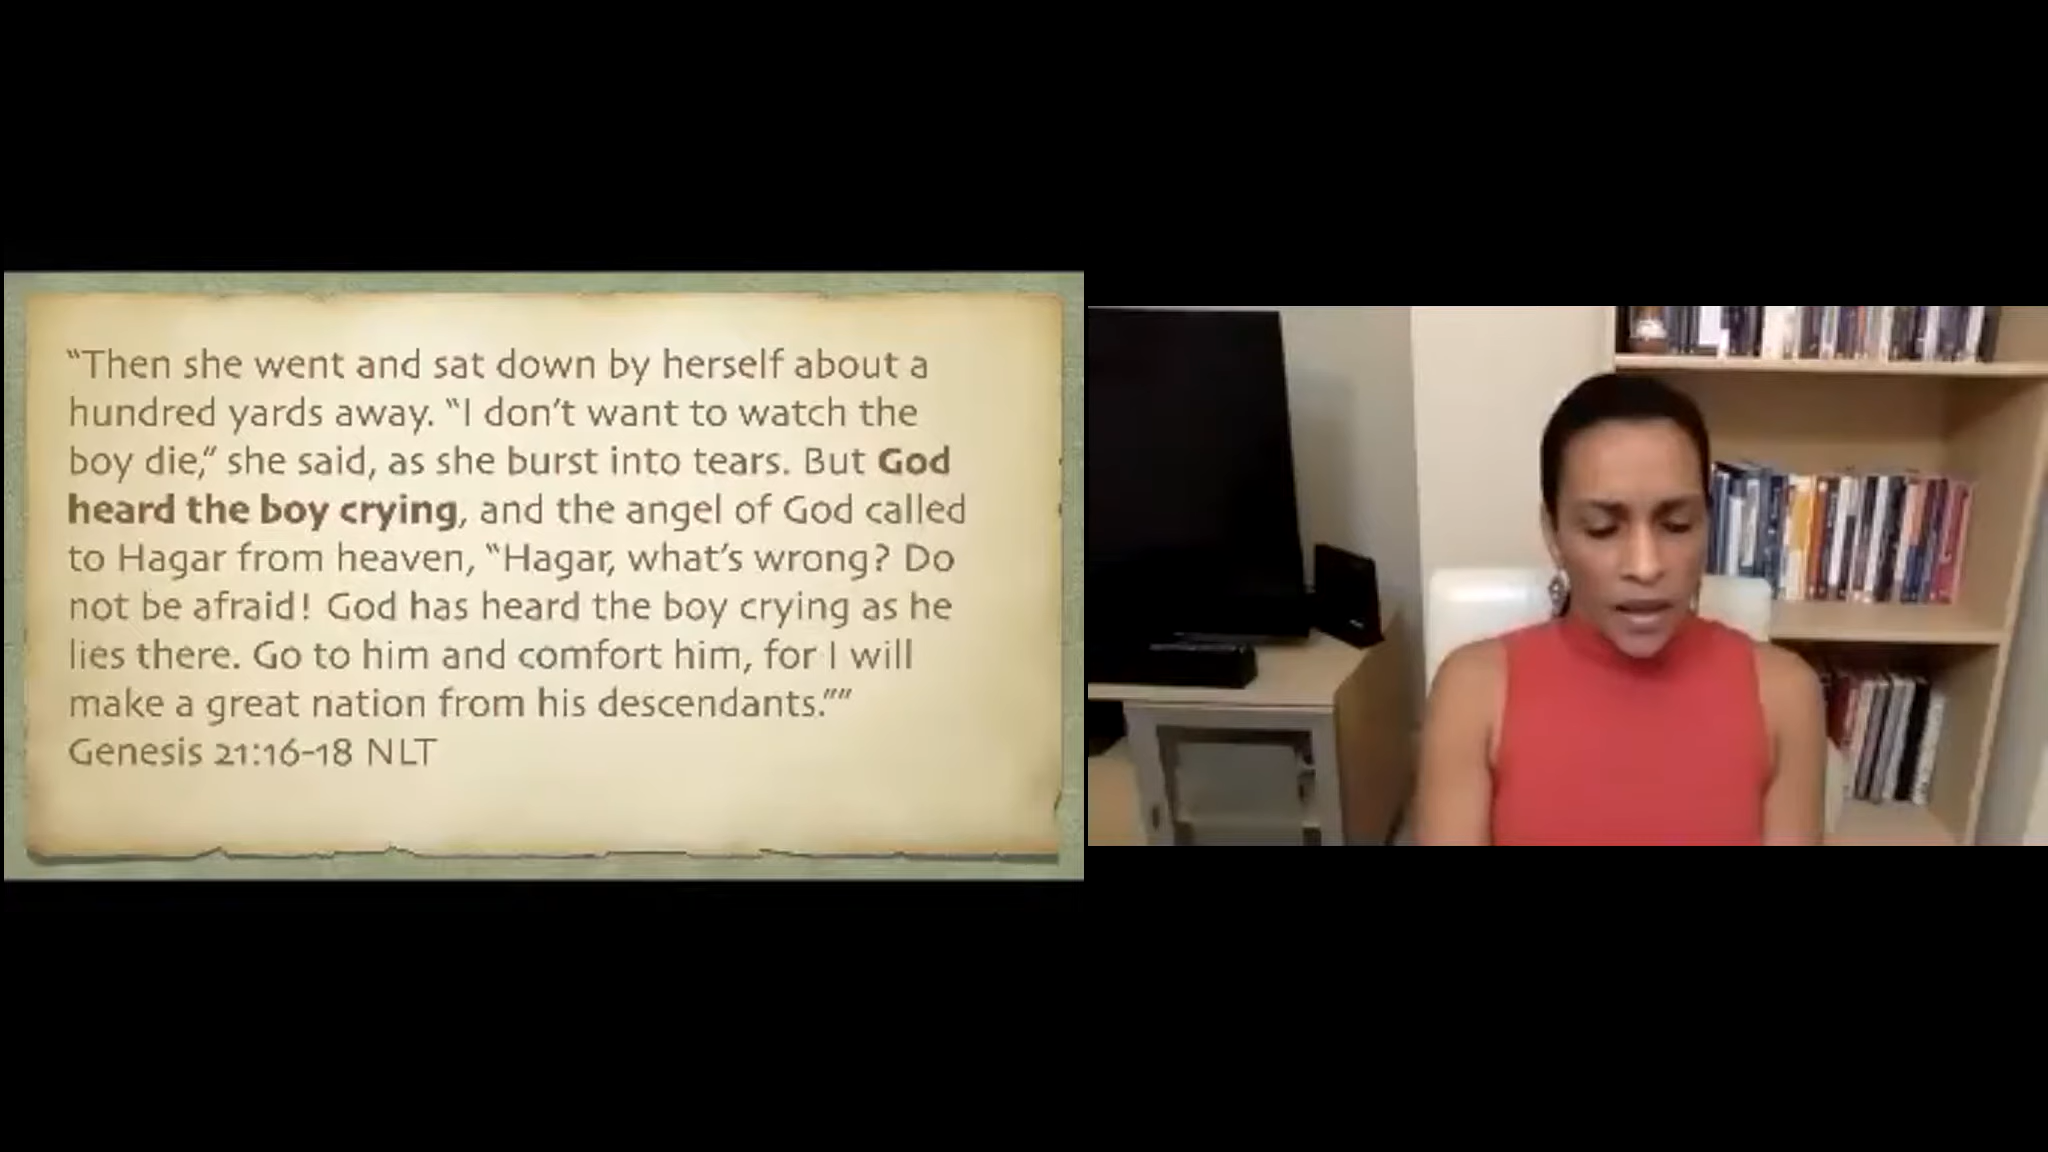 “Then she went and sat down by herself about a
hundred yards away. “I don’t want to watch the
boy die,” she said, as she burst into tears. But God
heard the boy crying, and the angel of God called
to Hagar from heaven, “Hagar, what’s wrong? Do
not be afraid! God has heard the boy crying as he
lies there. Go to him and comfort him, for I will
make a great nation from his descendants.””
Genesis 21:16-18 NLT